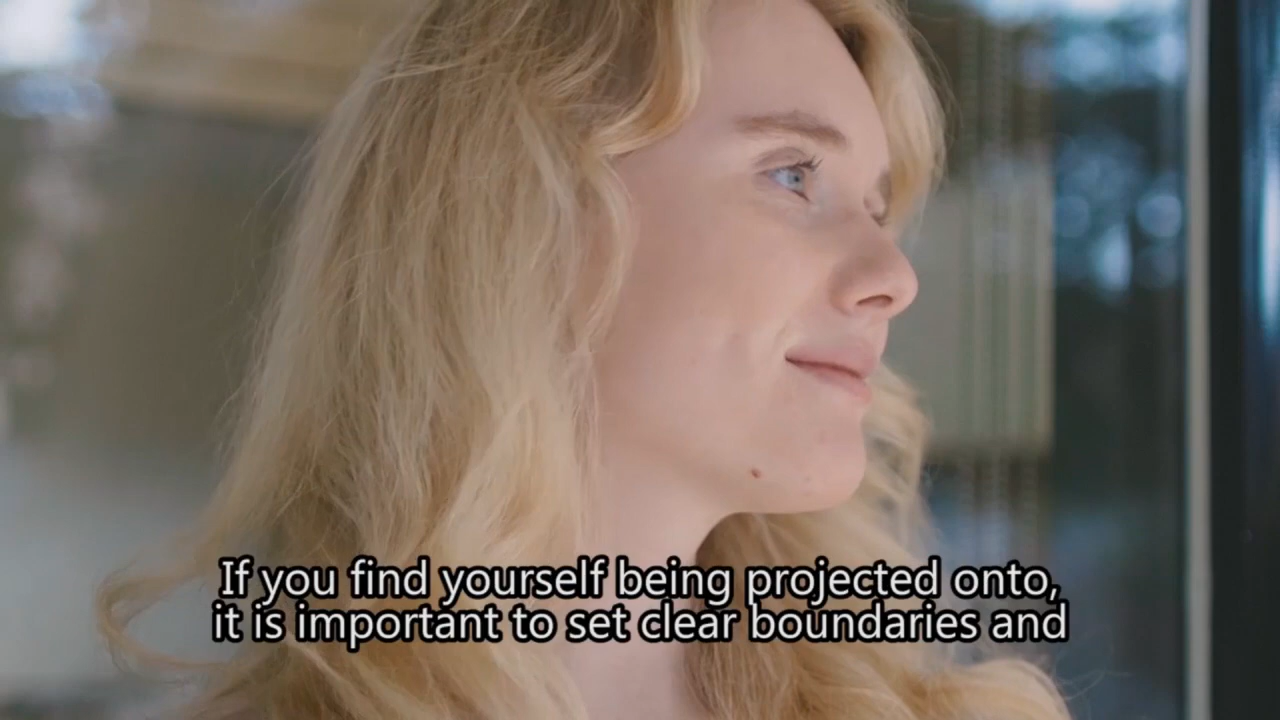 If you find yourself being projected onto,
it is important to set clear boundaries and